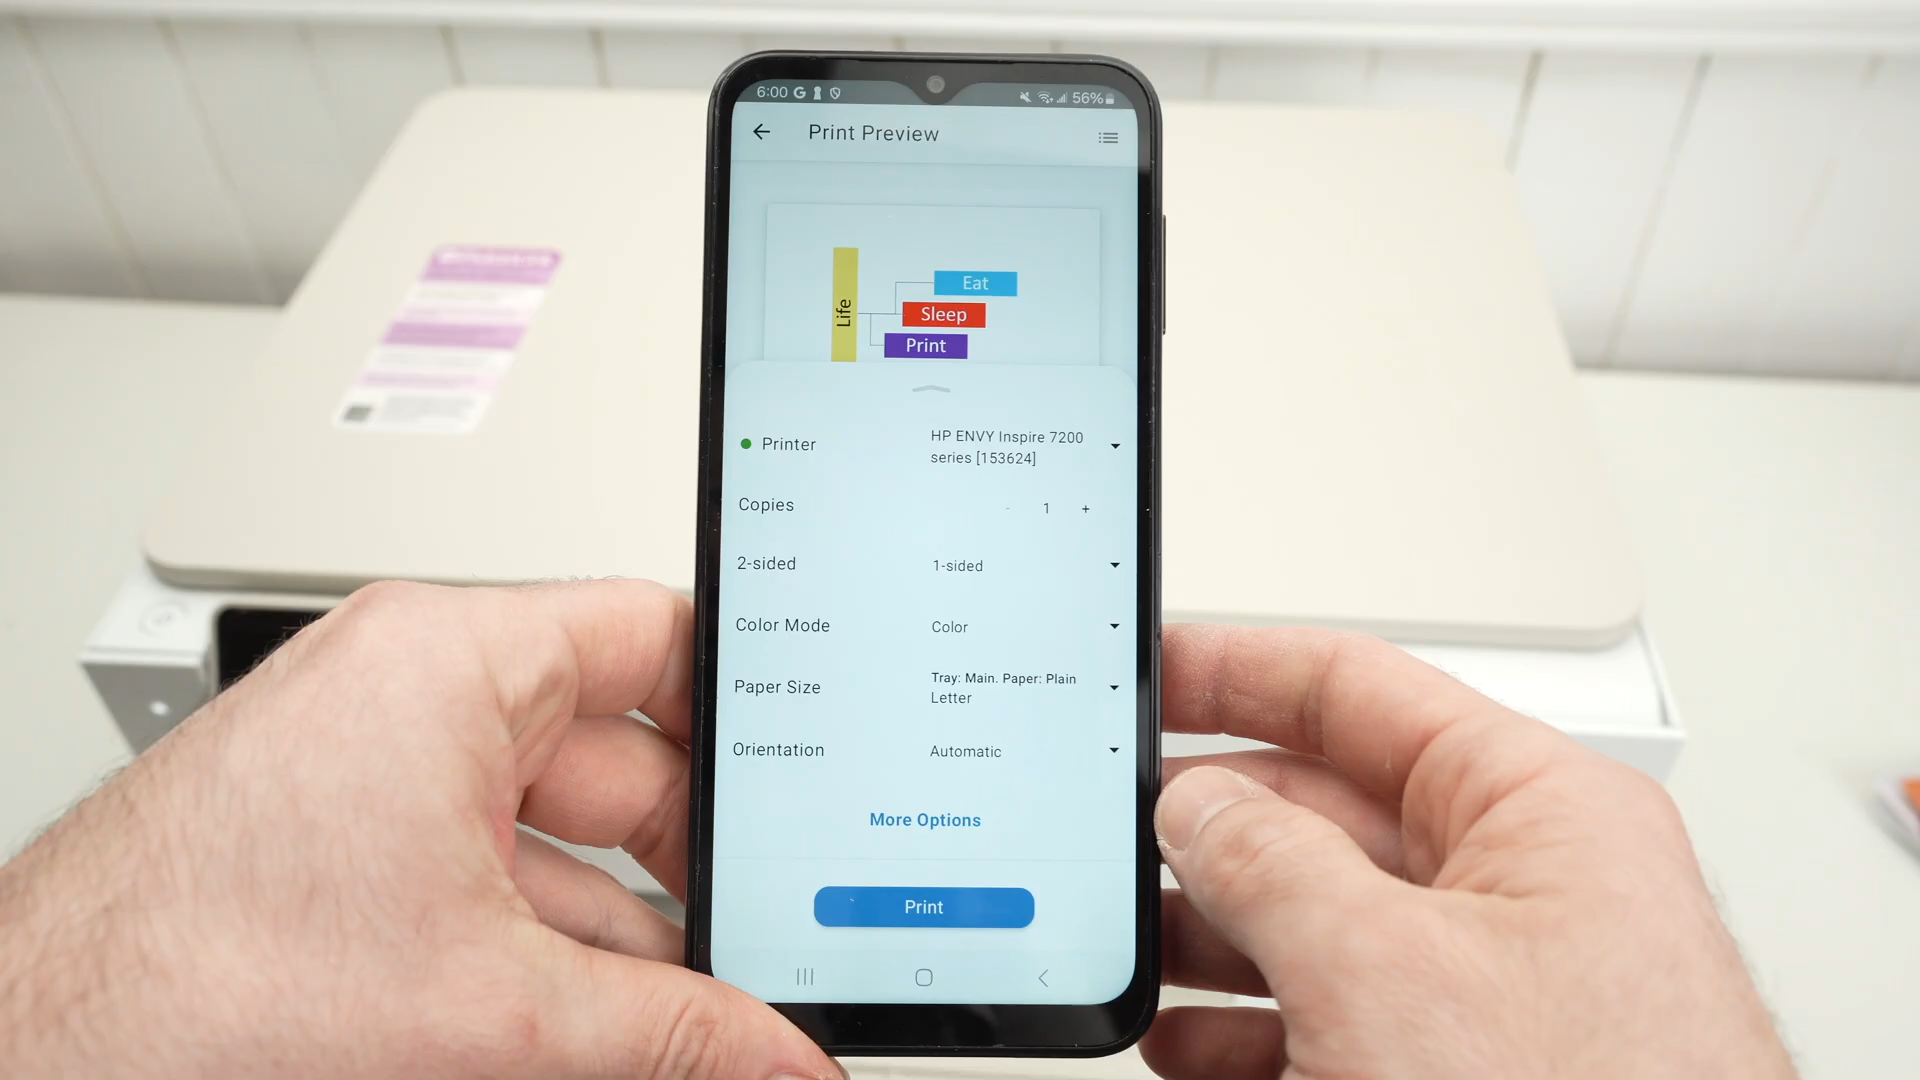 6:00 G 56%
Print Preview
Eat
Life
Sleep
Print
Printer
HP ENVY Inspire 7200
series [153624]
Copies - 1 +
2-sided 1-sided
Color Mode Color
Paper Size
Tray: Main. Paper: Plain
Letter
Orientation Automatic
More Options
Print